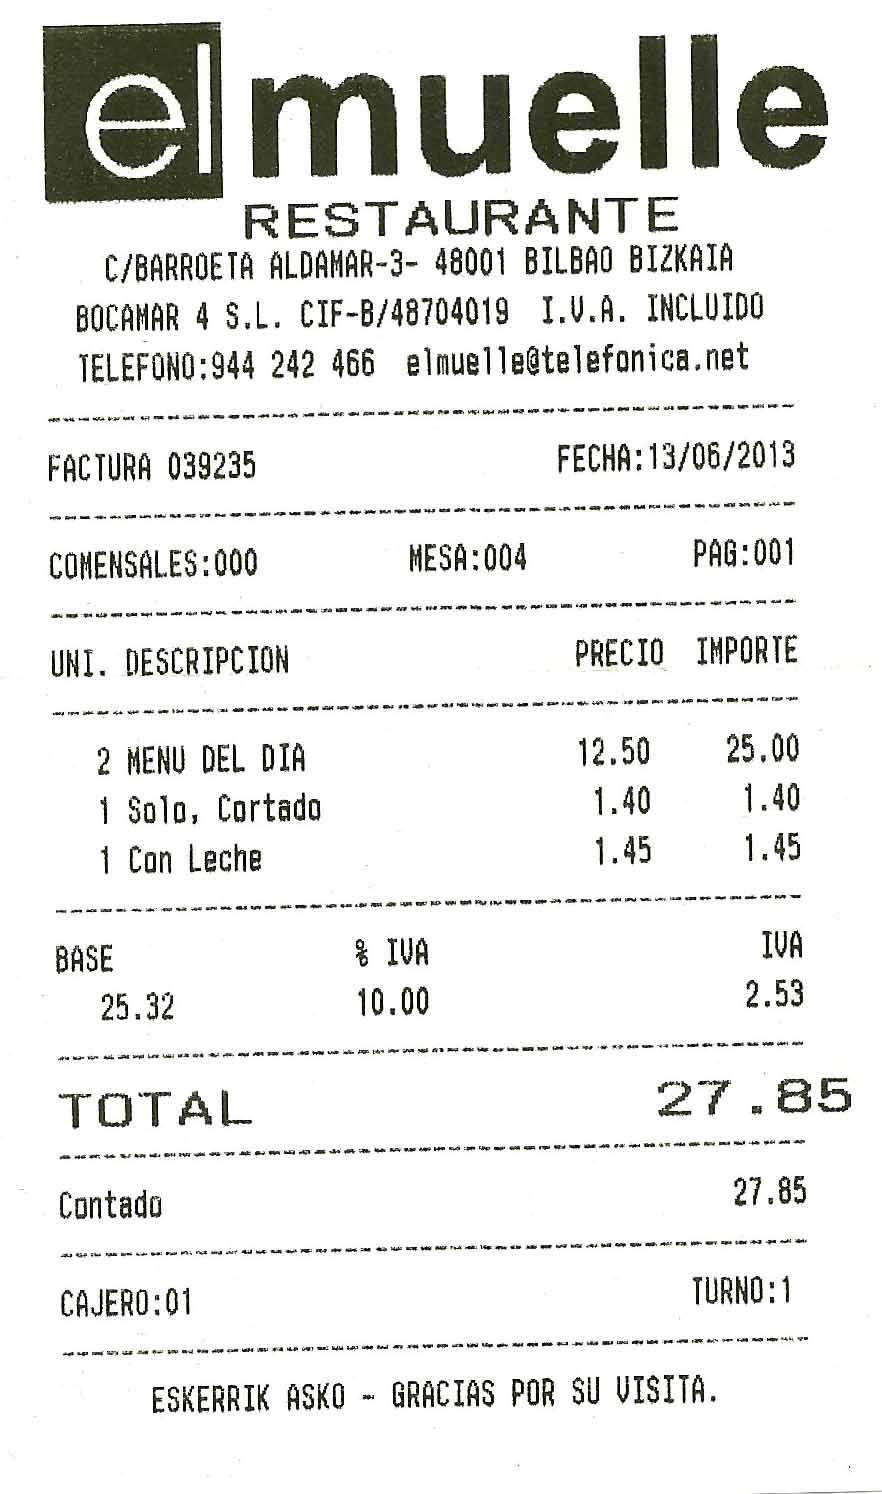 el muelle
RESTAURANTE
C/BARROETA ALDAMAR-3- 48001 BILBAO BIZKAIA
BOCAMAR 4 S.L. CIF-B/48704019 I.V.A. INCLUIDO
TELEFONO:944 242 466 elmuelle@telefonica.net
FACTURA 039235 FECHA:13/06/2013
COMENSALES:000 MESA:004 PAG:001
UNI. DESCRIPCION PRECIO IMPORTE
2 MENU DEL DIA 12.50 25.00
1 Solo, Cortado 1.40 1.40
1 Con Leche 1.45 1.45
BASE % IVA IVA
25.32 10.00 2.53
TOTAL 27.85
Contado 27.85
CAJERO:01 TURNO:1
ESKERRIK ASKO - GRACIAS POR SU VISITA.